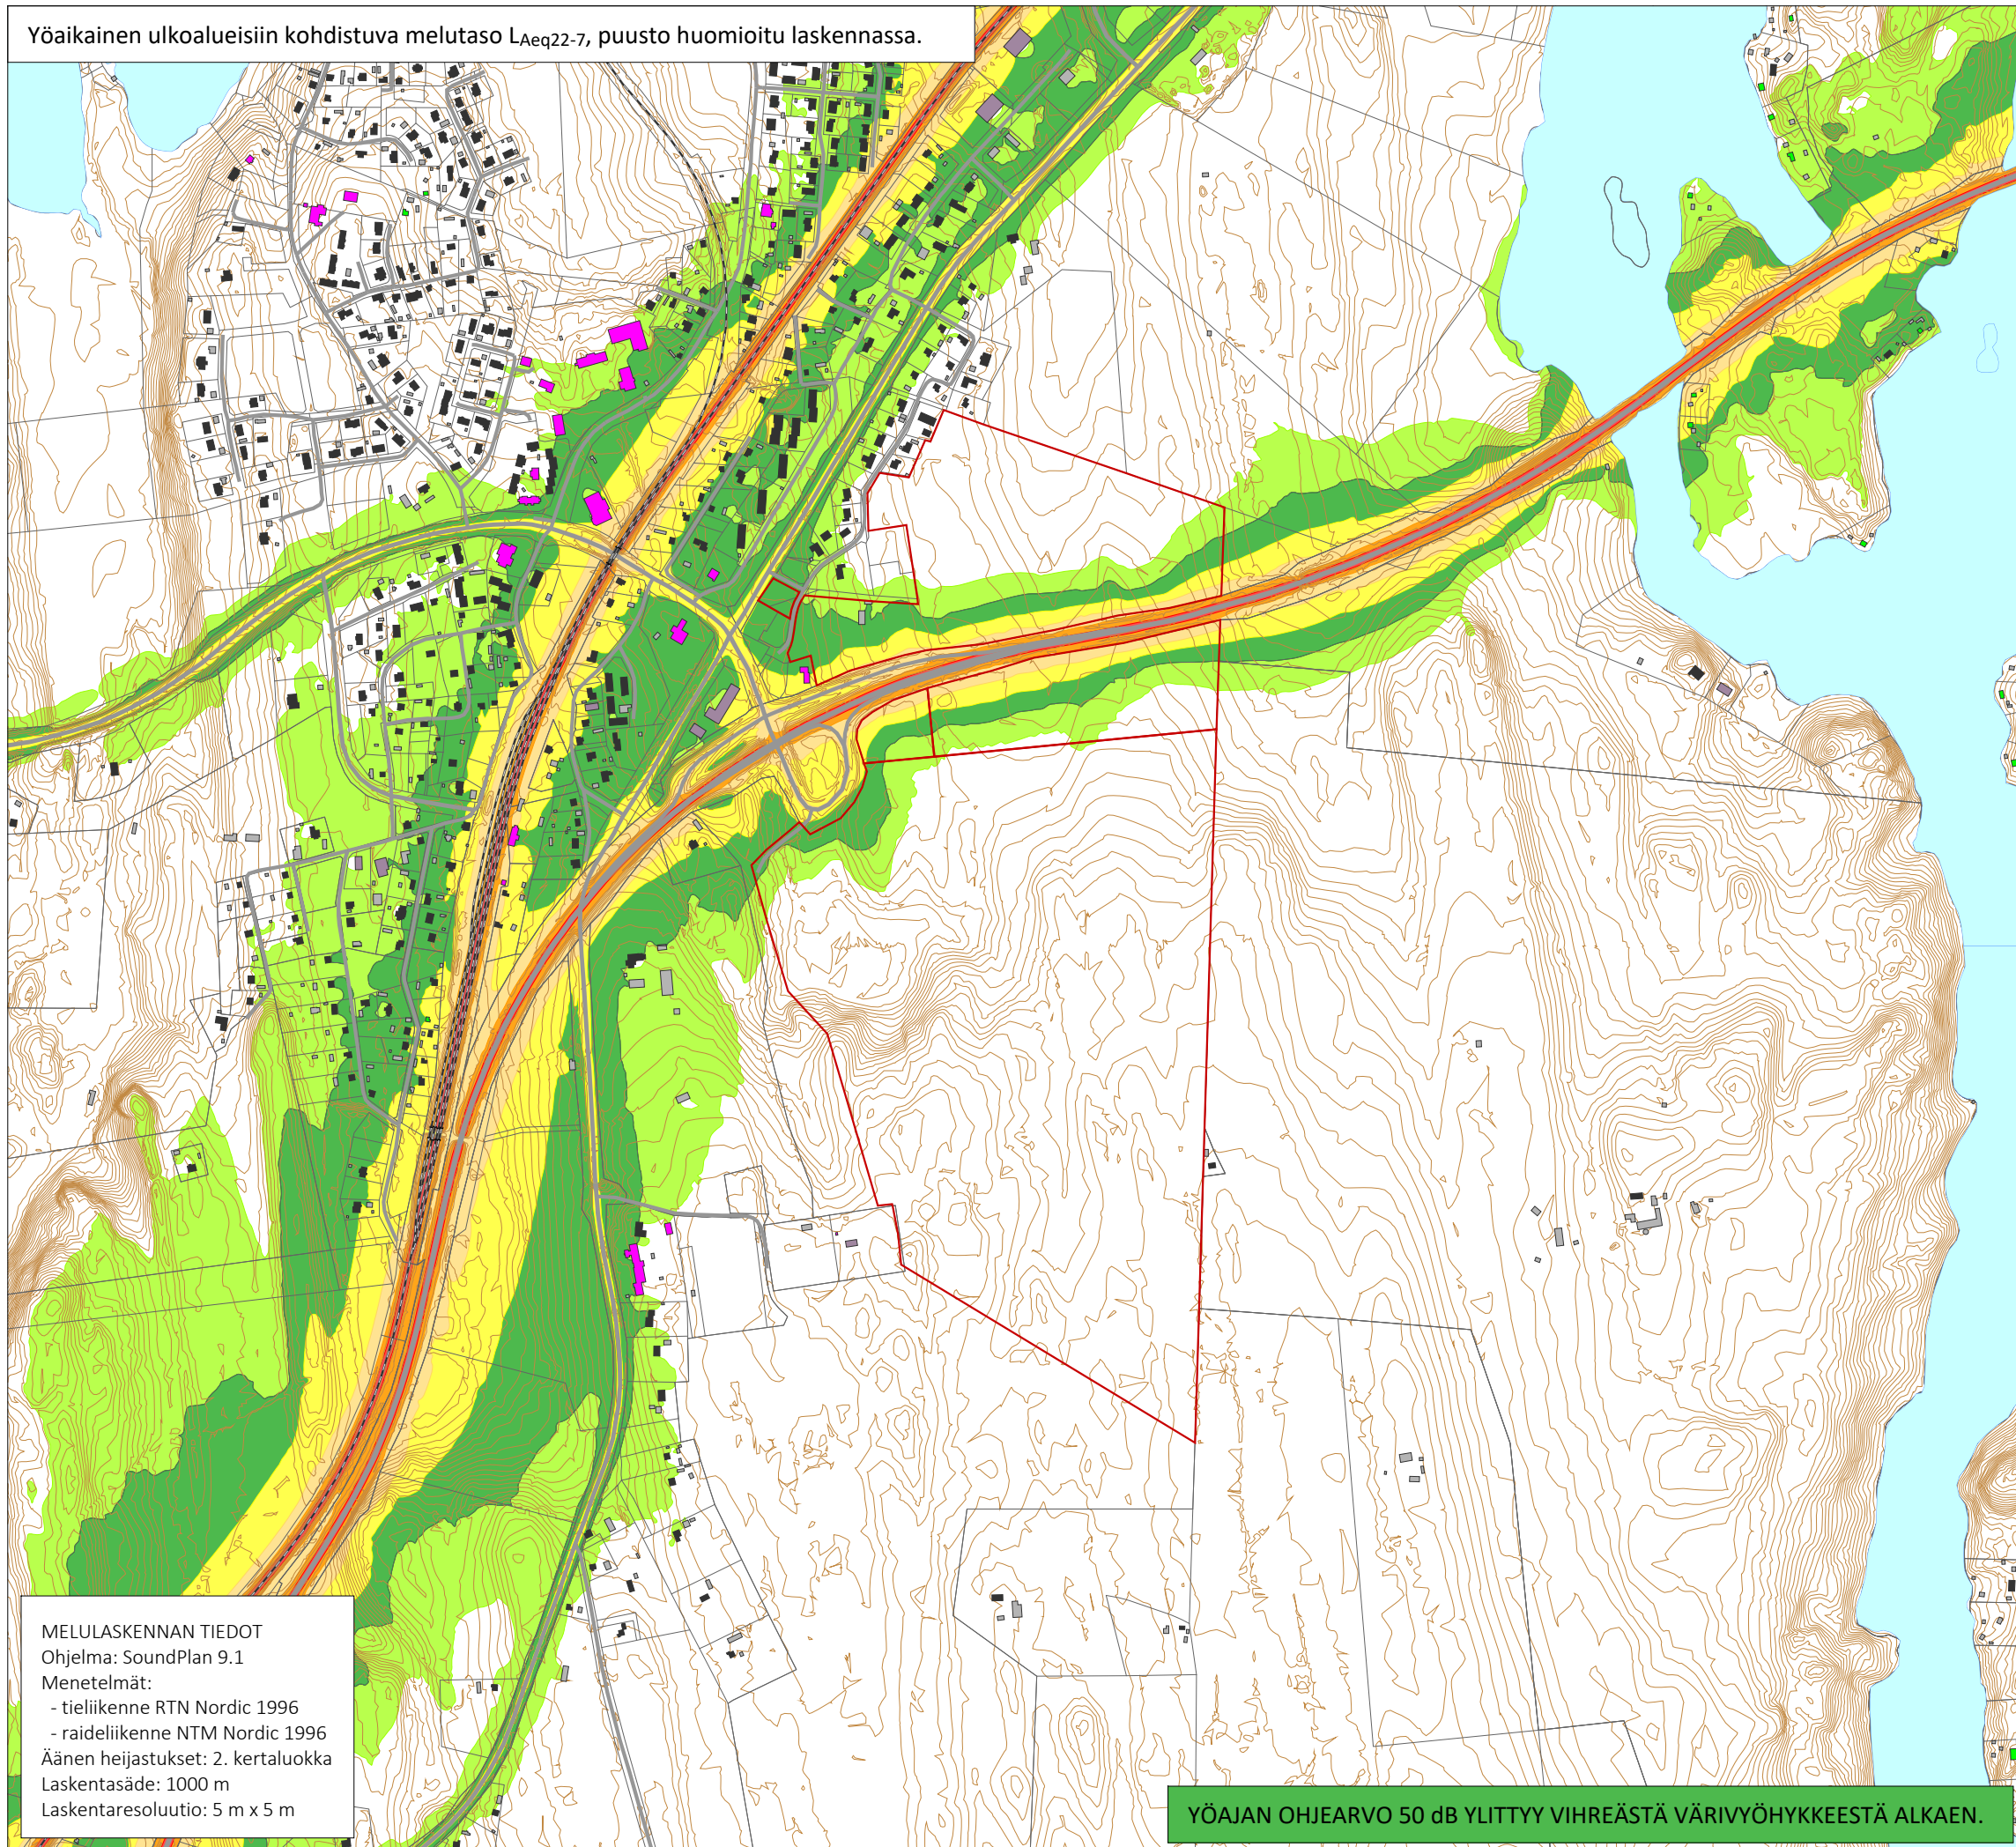 Yöaikainen ulkoalueisiin kohdistuva melutaso LAeq22-7, puusto huomioitu laskennassa.
MELULASKENNAN TIEDOT
Ohjelma: SoundPlan 9.1
Menetelmät:
- tieliikenne RTN Nordic 1996
- raideliikenne NTM Nordic 1996
Äänen heijastukset: 2. kertaluokka
Laskentasäde: 1000 m
Laskentaresoluutio: 5 m x 5 m
YÖAJAN OHJEARVO 50 dB YLITTYY VIHREÄSTÄ VÄRIVYÖHYKKEESTÄ ALKAEN.